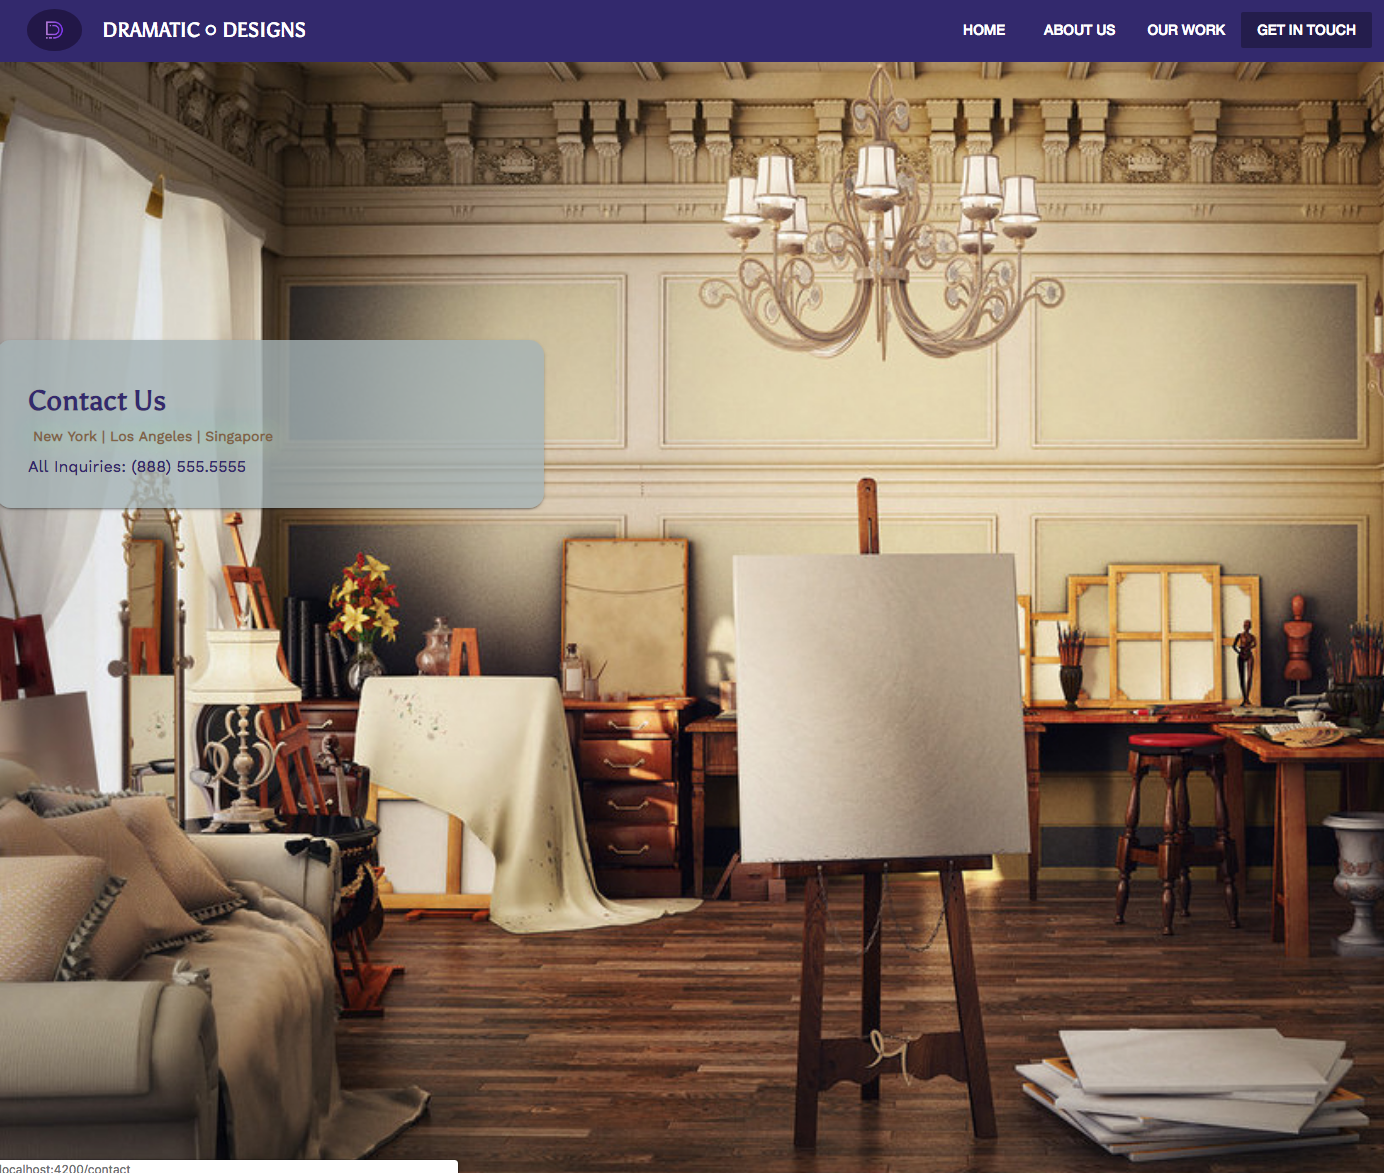 D DRAMATIC ○ DESIGNS HOME ABOUT US OUR WORK GET IN TOUCH
Contact Us
New York | Los Angeles | Singapore
All Inquiries: (888) 555.5555
localhost:4200/contact